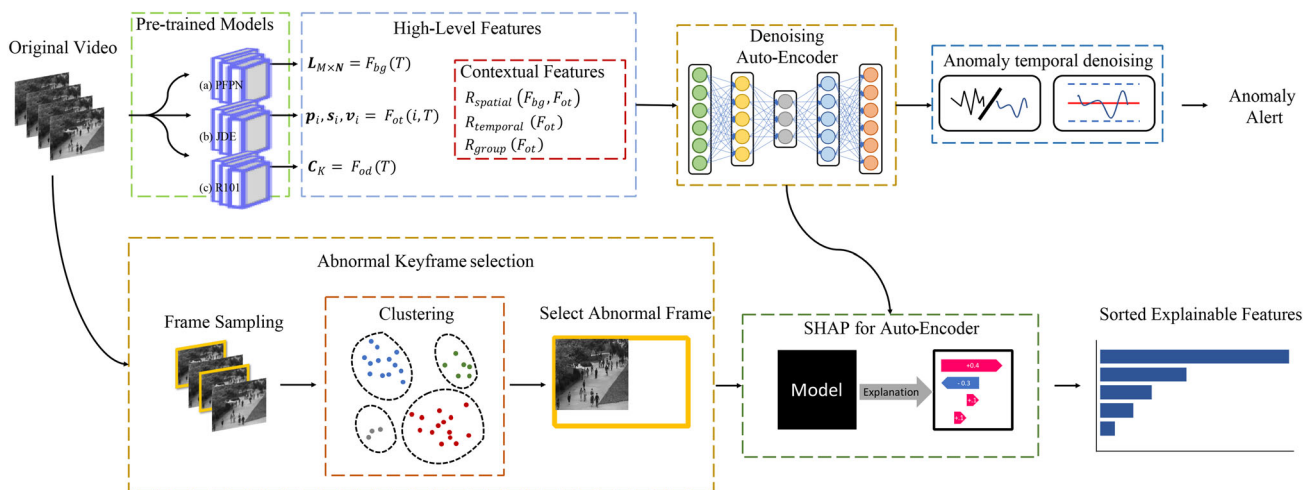 Original Video
Pre-trained Models
(a) PFPN
(b) JDE
(c) R101
High-Level Features
𝑳_{M×𝑵} = F_{bg}(T)
𝒑_i, 𝒔_i, 𝒗_i = F_{ot}(i, T)
𝑪_K = F_{od}(T)
Contextual Features
R_{spatial} (F_{bg}, F_{ot})
R_{temporal} (F_{ot})
R_{group} (F_{ot})
Denoising
Auto-Encoder
Anomaly temporal denoising
Anomaly
Alert
Abnormal Keyframe selection
Frame Sampling
Clustering
Select Abnormal Frame
SHAP for Auto-Encoder
Model
Explanation
+0.4
- 0.3
Sorted Explainable Features